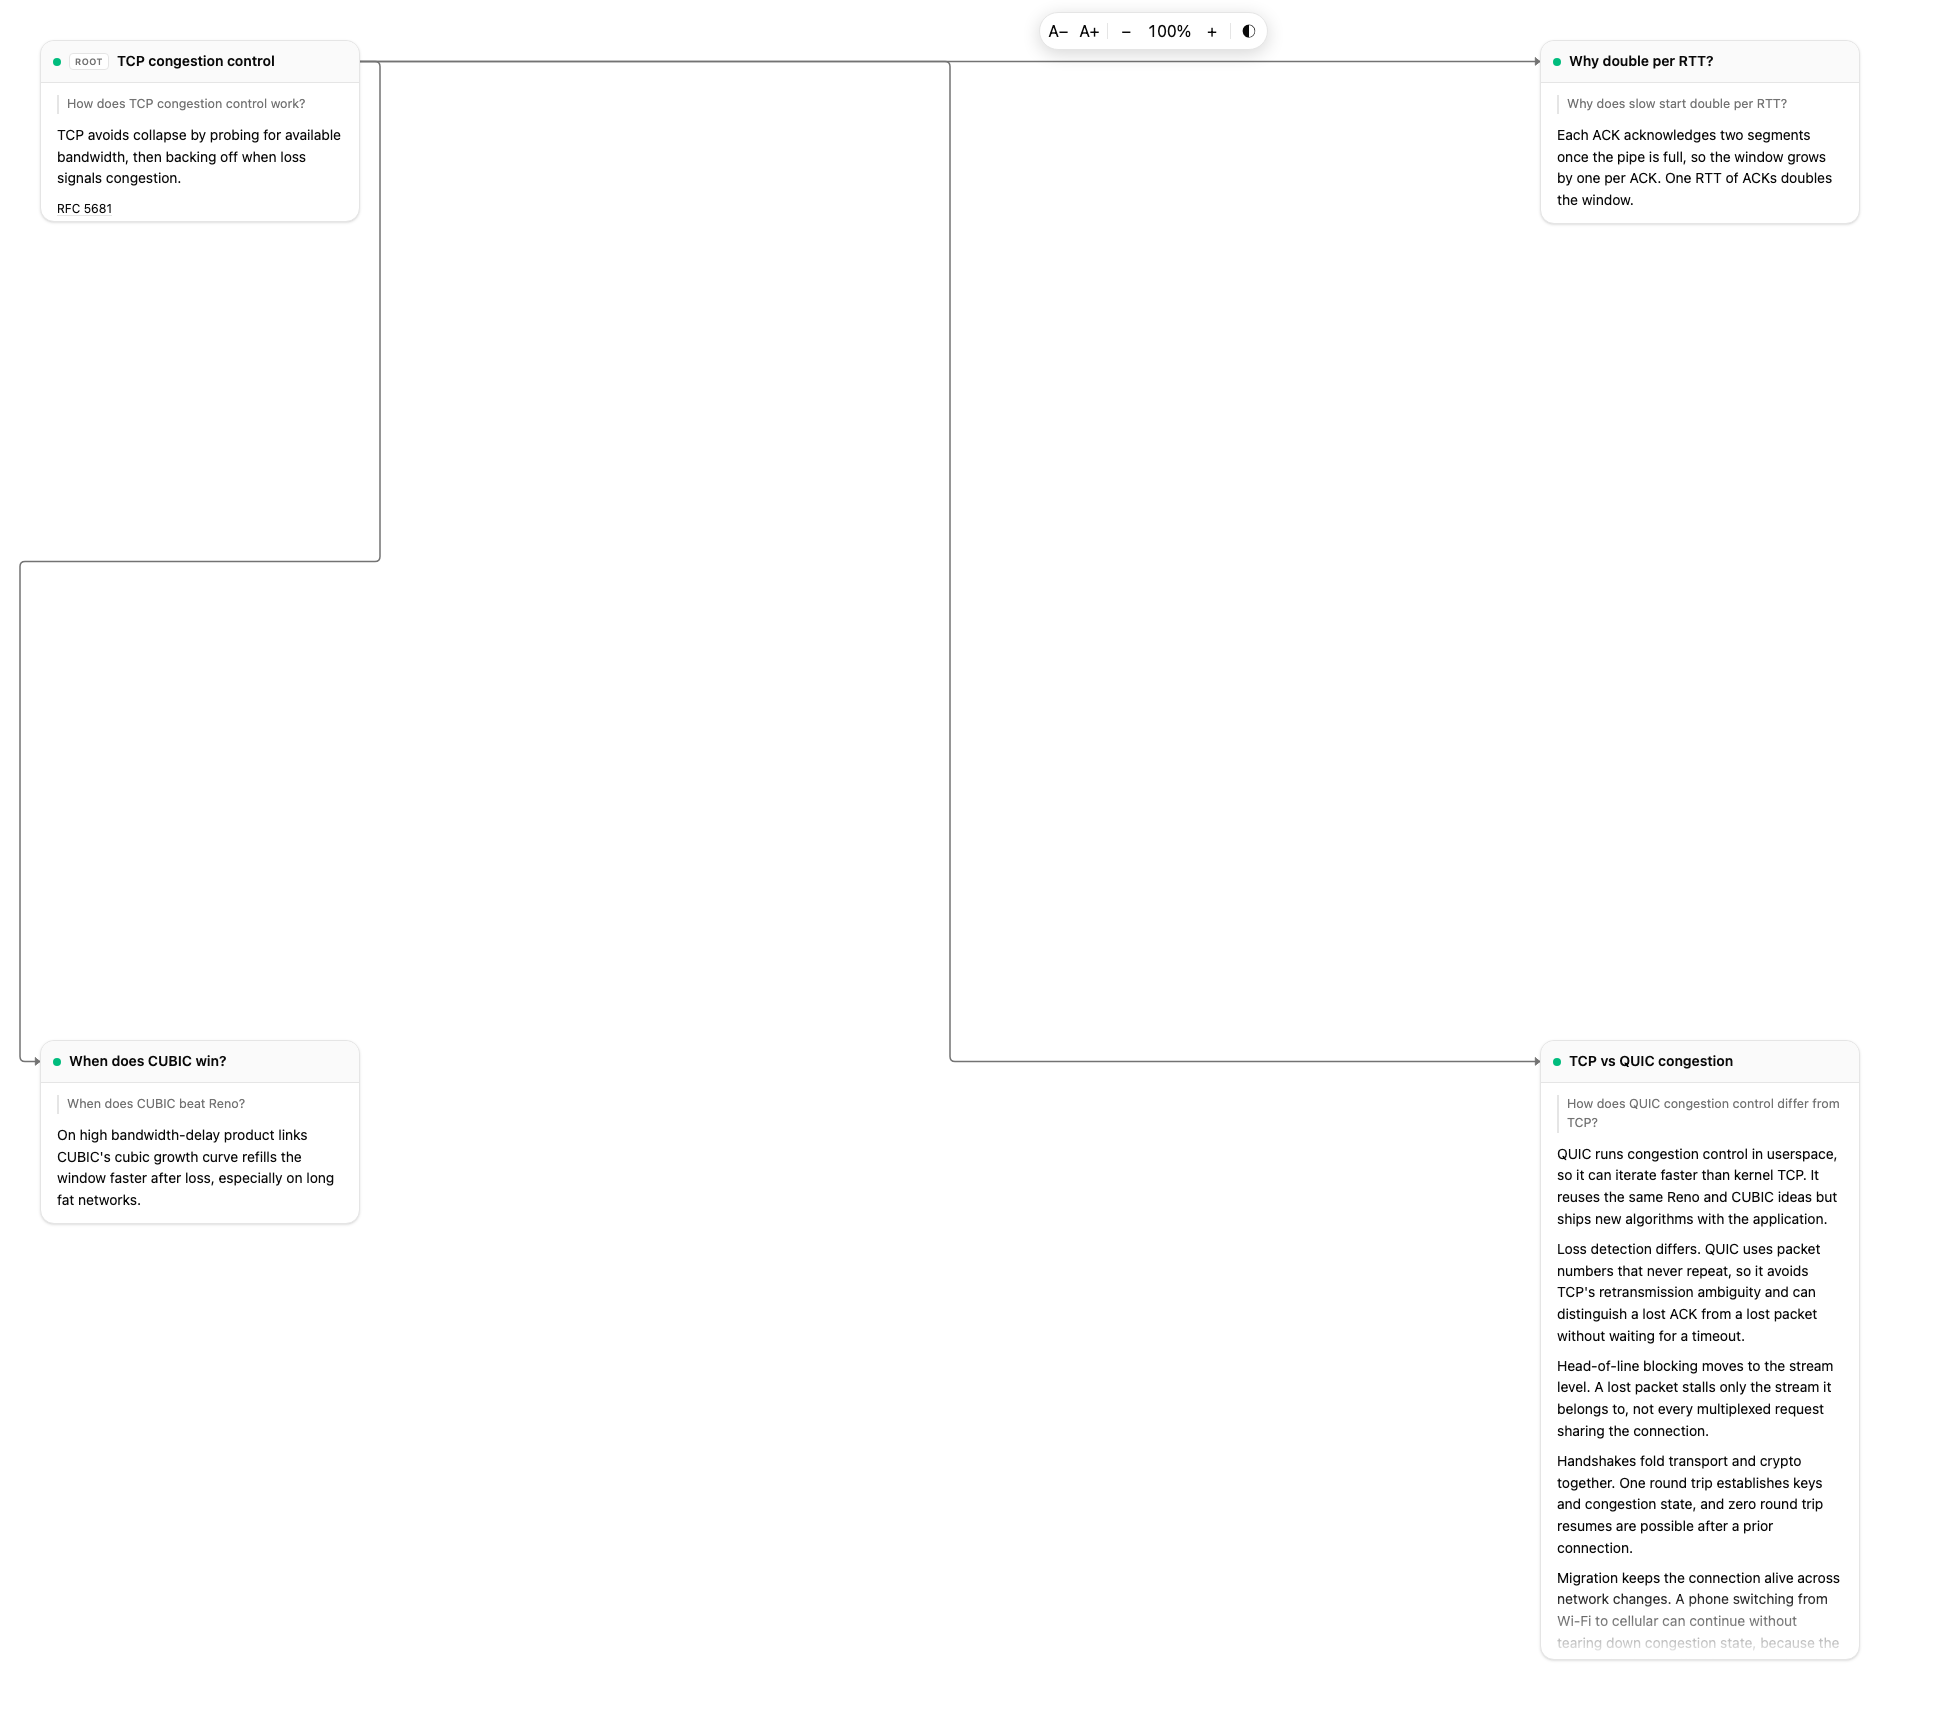 A− A+ − 100% +
ROOT TCP congestion control
How does TCP congestion control work?
TCP avoids collapse by probing for available
bandwidth, then backing off when loss
signals congestion.
RFC 5681
Why double per RTT?
Why does slow start double per RTT?
Each ACK acknowledges two segments
once the pipe is full, so the window grows
by one per ACK. One RTT of ACKs doubles
the window.
When does CUBIC win?
When does CUBIC beat Reno?
On high bandwidth-delay product links
CUBIC's cubic growth curve refills the
window faster after loss, especially on long
fat networks.
TCP vs QUIC congestion
How does QUIC congestion control differ from
TCP?
QUIC runs congestion control in userspace,
so it can iterate faster than kernel TCP. It
reuses the same Reno and CUBIC ideas but
ships new algorithms with the application.
Loss detection differs. QUIC uses packet
numbers that never repeat, so it avoids
TCP's retransmission ambiguity and can
distinguish a lost ACK from a lost packet
without waiting for a timeout.
Head-of-line blocking moves to the stream
level. A lost packet stalls only the stream it
belongs to, not every multiplexed request
sharing the connection.
Handshakes fold transport and crypto
together. One round trip establishes keys
and congestion state, and zero round trip
resumes are possible after a prior
connection.
Migration keeps the connection alive across
network changes. A phone switching from
Wi-Fi to cellular can continue without
tearing down congestion state, because the